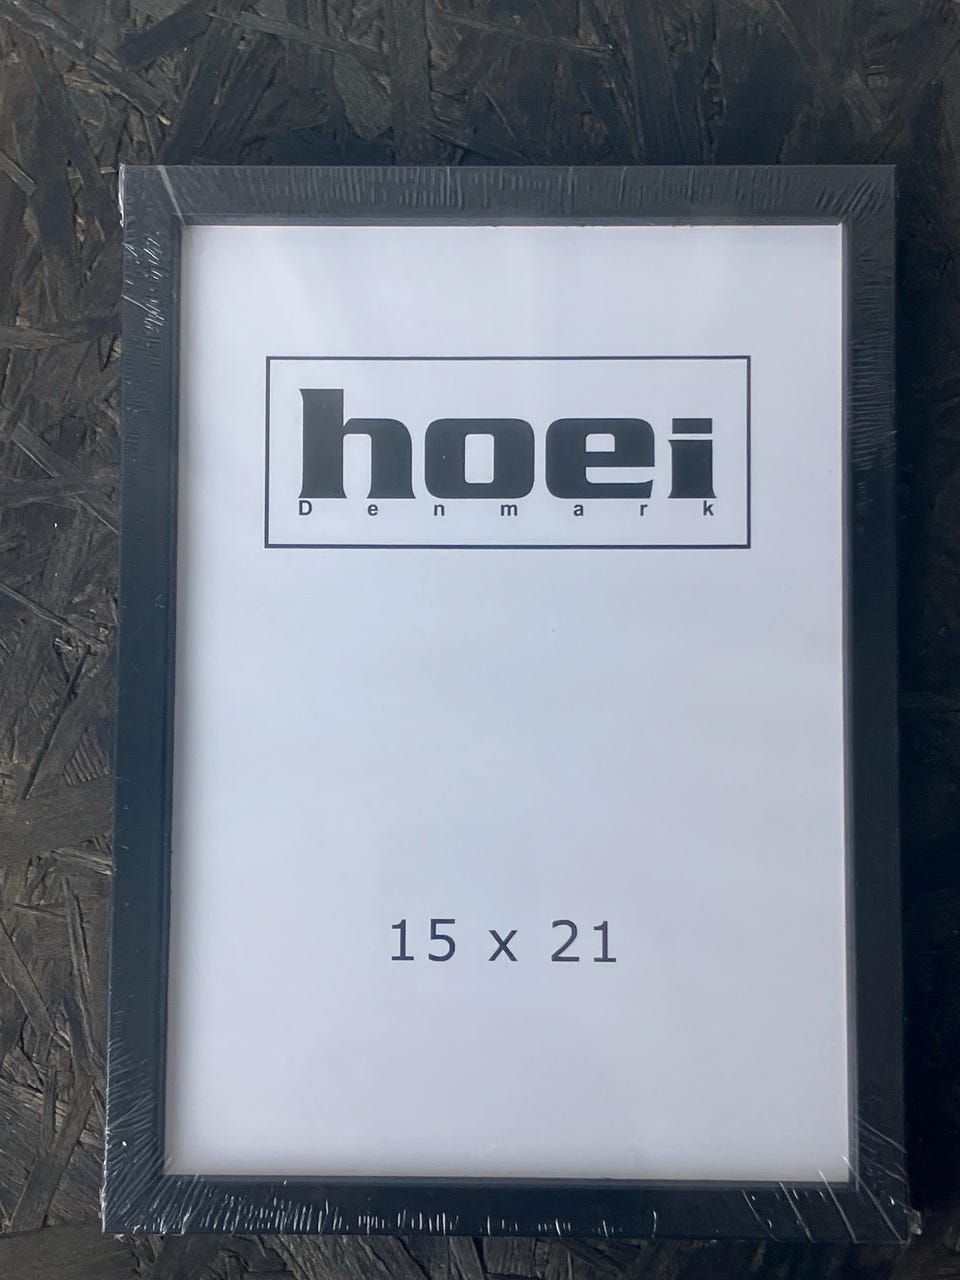 hoei
Denmark
15 x 21